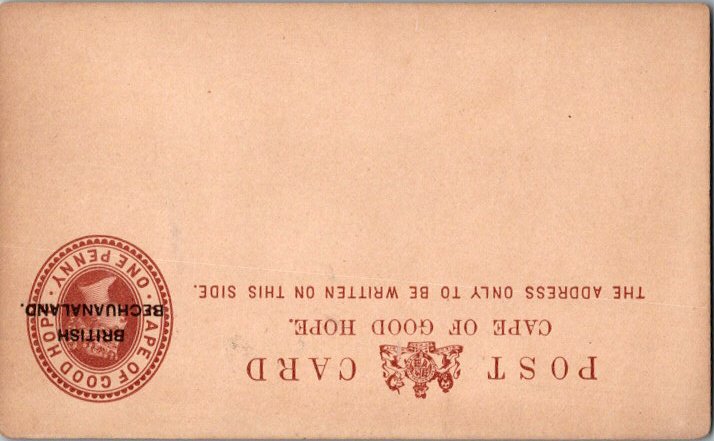 POST CARD
CAPE OF GOOD HOPE.
THE ADDRESS ONLY TO BE WRITTEN ON THIS SIDE.
CAPE OF GOOD HOPE
ONE PENNY
BRITISH
BECHUANALAND.